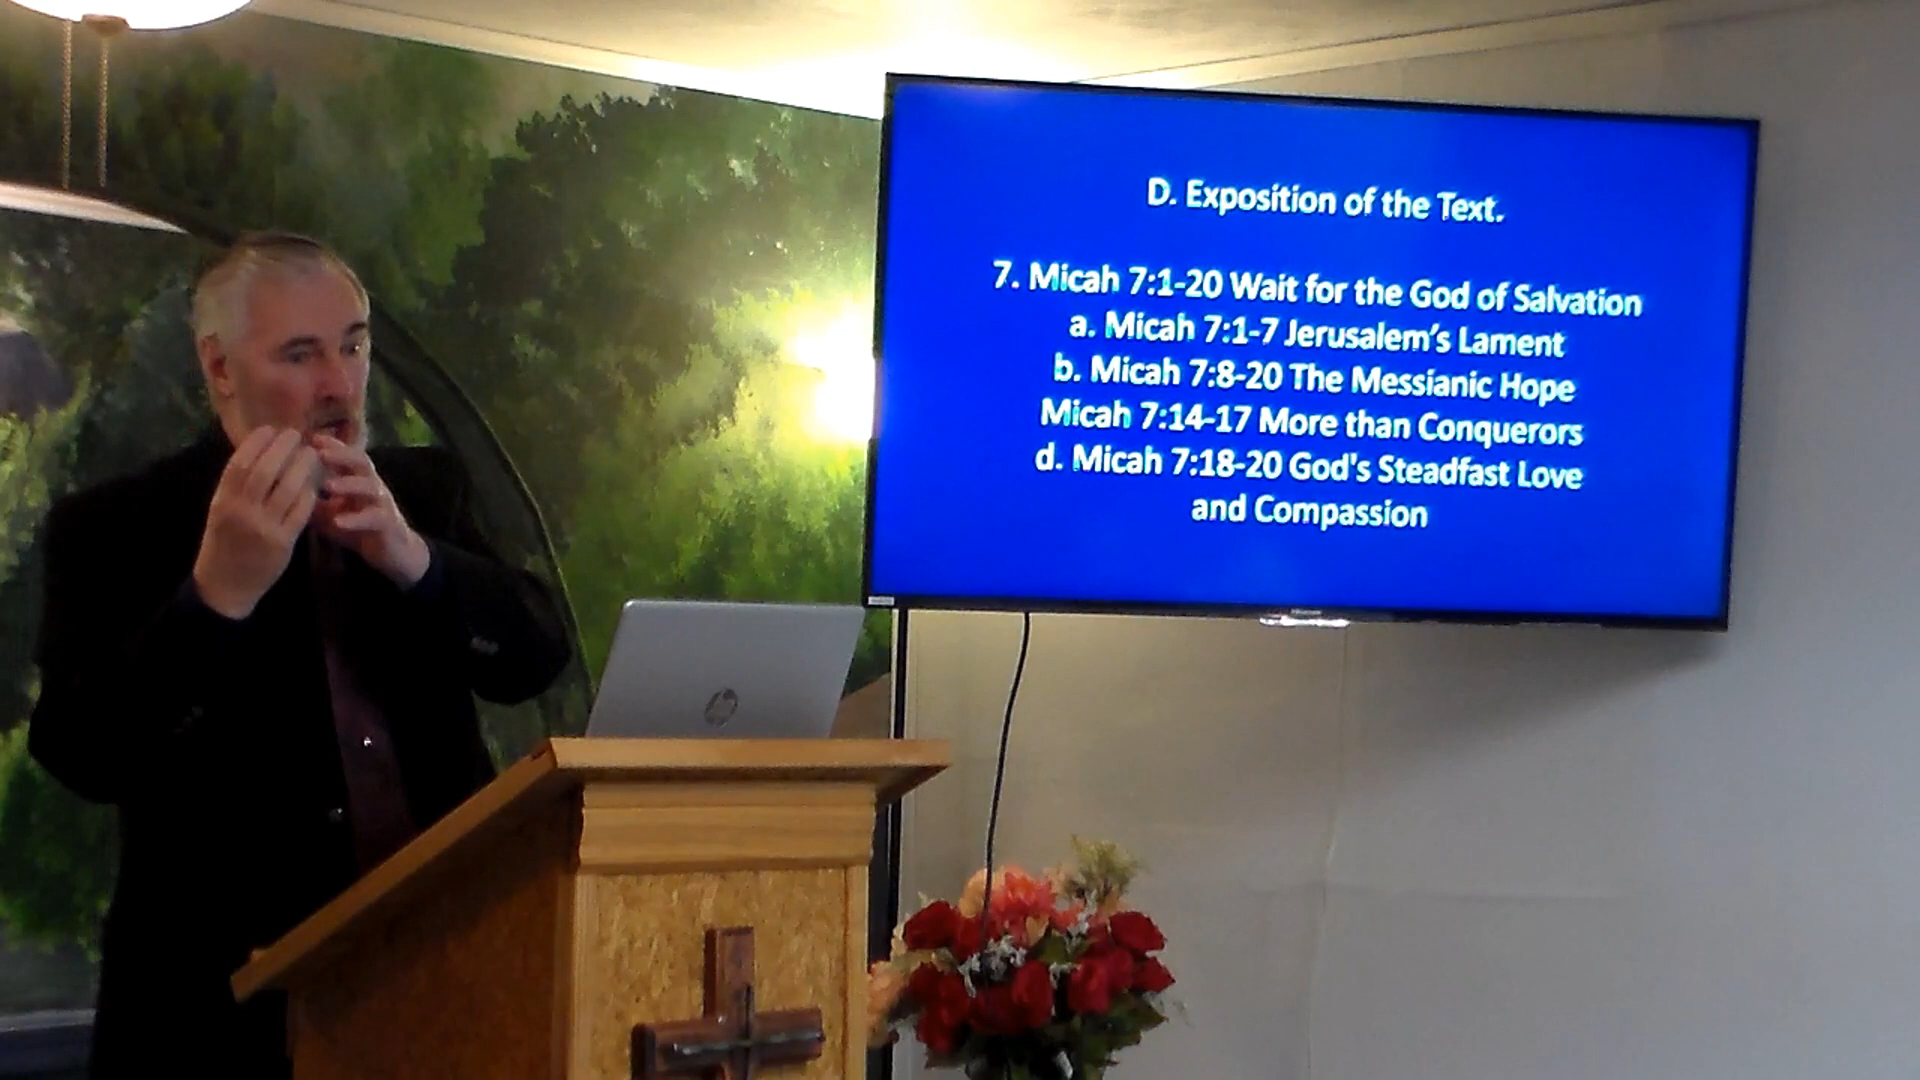 D. Exposition of the Text.
7. Micah 7:1-20 Wait for the God of Salvation
a. Micah 7:1-7 Jerusalem’s Lament
b. Micah 7:8-20 The Messianic Hope
Micah 7:14-17 More than Conquerors
d. Micah 7:18-20 God's Steadfast Love
and Compassion
hp